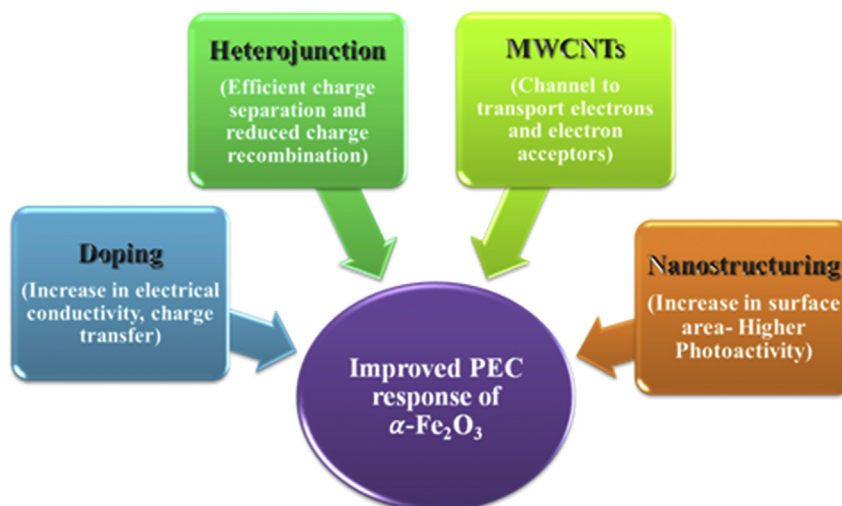 Heterojunction
(Efficient charge
separation and
reduced charge
recombination)
MWCNTs
(Channel to
transport electrons
and electron
acceptors)
Doping
(Increase in electrical
conductivity, charge
transfer)
Nanostructuring
(Increase in surface
area- Higher
Photoactivity)
Improved PEC
response of
α-Fe₂O₃